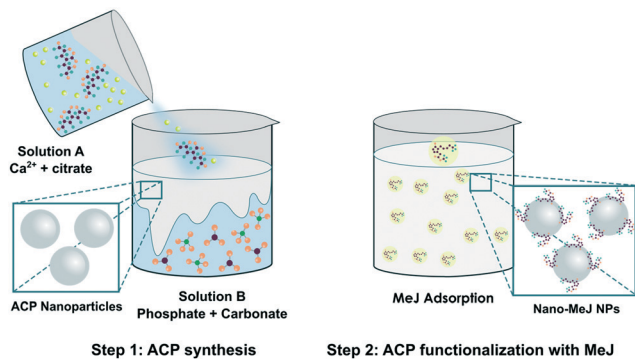 Solution A
Ca²⁺ + citrate
ACP Nanoparticles
Solution B
Phosphate + Carbonate
MeJ Adsorption
Nano-MeJ NPs
Step 1: ACP synthesis
Step 2: ACP functionalization with MeJ